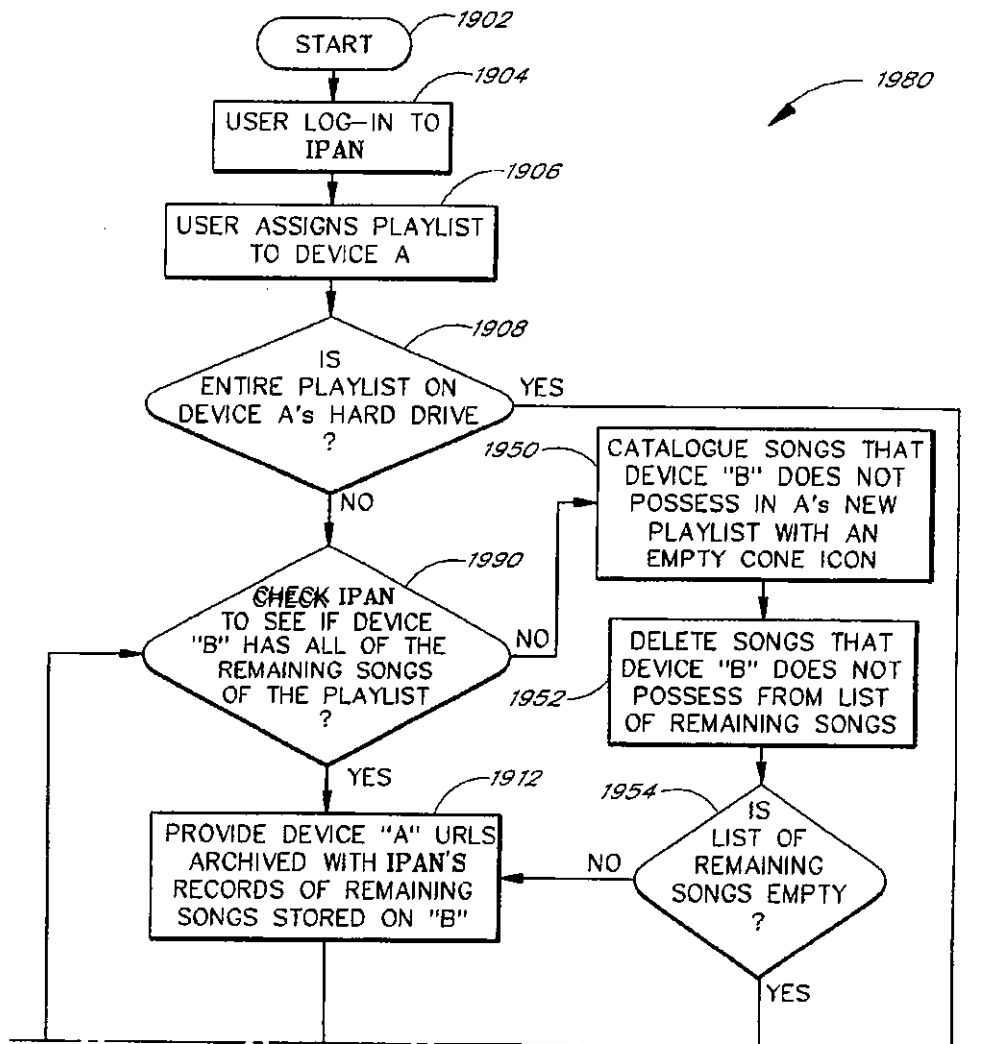 1902
START
1904
1980
USER LOG-IN TO
IPAN
1906
USER ASSIGNS PLAYLIST
TO DEVICE A
1908
IS
ENTIRE PLAYLIST ON
DEVICE A's HARD DRIVE
?
YES
NO
1950
CATALOGUE SONGS THAT
DEVICE "B" DOES NOT
POSSESS IN A's NEW
PLAYLIST WITH AN
EMPTY CONE ICON
1990
CHECK IPAN
TO SEE IF DEVICE
"B" HAS ALL OF THE
REMAINING SONGS
OF THE PLAYLIST
?
NO
YES
1952
DELETE SONGS THAT
DEVICE "B" DOES NOT
POSSESS FROM LIST
OF REMAINING SONGS
1912
PROVIDE DEVICE "A" URLS
ARCHIVED WITH IPAN'S
RECORDS OF REMAINING
SONGS STORED ON "B"
1954
IS
LIST OF
REMAINING
SONGS EMPTY
?
NO
YES